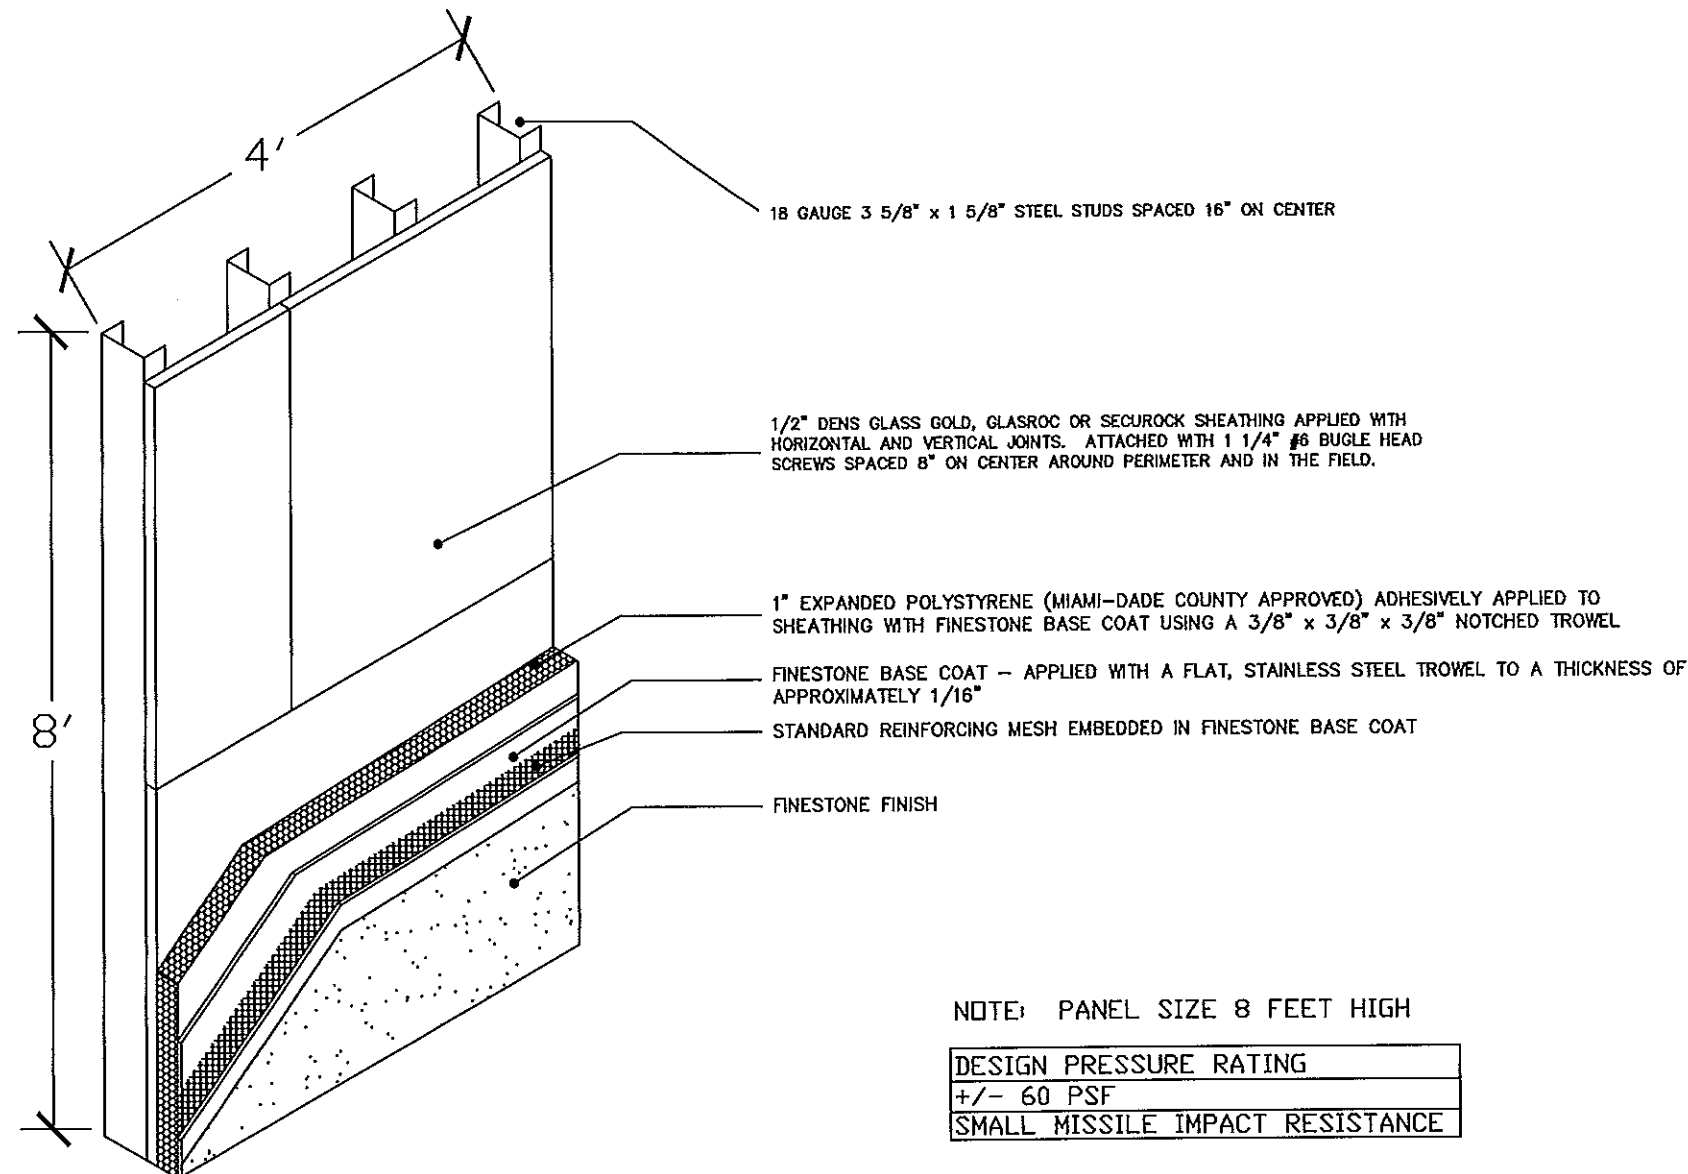 4'
18 GAUGE 3 5/8" x 1 5/8" STEEL STUDS SPACED 16" ON CENTER
1/2" DENS GLASS GOLD, GLASROC OR SECUROCK SHEATHING APPLIED WITH
HORIZONTAL AND VERTICAL JOINTS. ATTACHED WITH 1 1/4" #6 BUGLE HEAD
SCREWS SPACED 8" ON CENTER AROUND PERIMETER AND IN THE FIELD.
1" EXPANDED POLYSTYRENE (MIAMI-DADE COUNTY APPROVED) ADHESIVELY APPLIED TO
SHEATHING WITH FINESTONE BASE COAT USING A 3/8" x 3/8" x 3/8" NOTCHED TROWEL
FINESTONE BASE COAT – APPLIED WITH A FLAT, STAINLESS STEEL TROWEL TO A THICKNESS OF
APPROXIMATELY 1/16"
8'
STANDARD REINFORCING MESH EMBEDDED IN FINESTONE BASE COAT
FINESTONE FINISH
NOTE: PANEL SIZE 8 FEET HIGH
DESIGN PRESSURE RATING
+/- 60 PSF
SMALL MISSILE IMPACT RESISTANCE